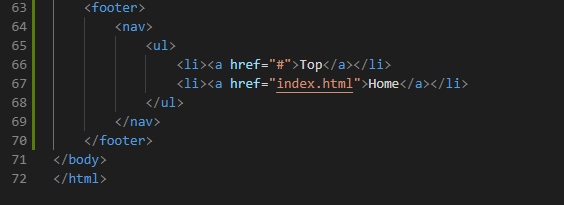 63 <footer>
64 <nav>
65 <ul>
66 <li><a href="#">Top</a></li>
67 <li><a href="index.html">Home</a></li>
68 </ul>
69 </nav>
70 </footer>
71 </body>
72 </html>